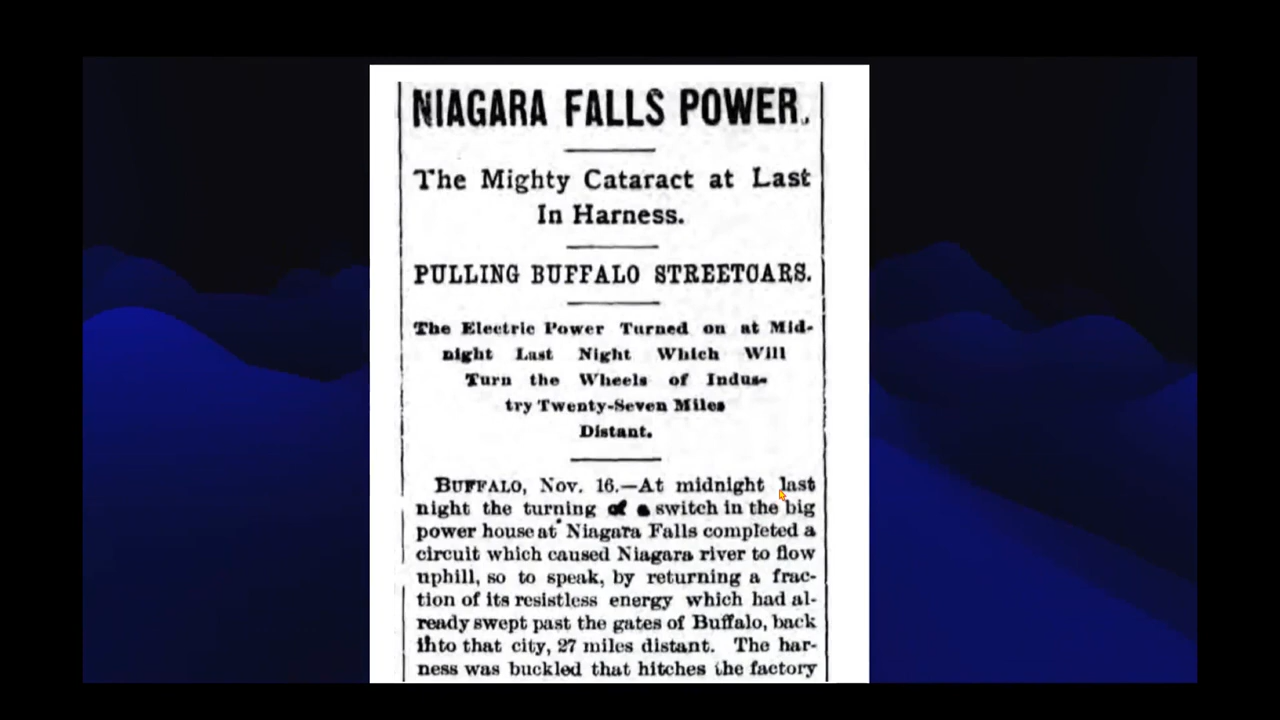 NIAGARA FALLS POWER.
The Mighty Cataract at Last
In Harness.
PULLING BUFFALO STREETCARS.
The Electric Power Turned on at Mid-
night Last Night Which Will
Turn the Wheels of Indus-
try Twenty-Seven Miles
Distant.
BUFFALO, Nov. 16.—At midnight last
night the turning of a switch in the big
power house at Niagara Falls completed a
circuit which caused Niagara river to flow
uphill, so to speak, by returning a frac-
tion of its resistless energy which had al-
ready swept past the gates of Buffalo, back
into that city, 27 miles distant. The har-
ness was buckled that hitches the factory